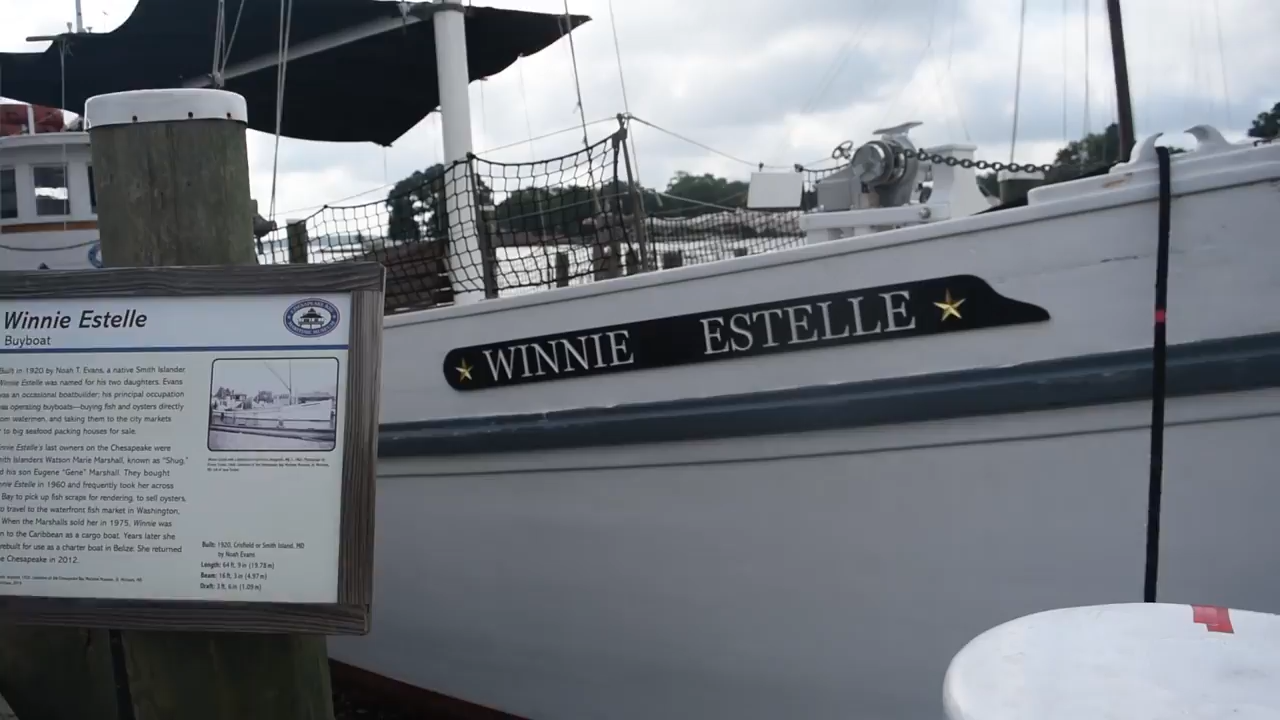 Winnie Estelle
Buyboat
Built in 1920 by Noah T. Evans, a native Smith Islander
Winnie Estelle was named for his two daughters. Evans
was an occasional boatbuilder; his principal occupation
was operating buyboats—buying fish and oysters directly
from watermen, and taking them to the city markets
to big seafood packing houses for sale.
Winnie Estelle's last owners on the Chesapeake were
Smith Islanders Watson Marie Marshall, known as "Shug,"
and his son Eugene "Gene" Marshall. They bought
Winnie Estelle in 1960 and frequently took her across
Bay to pick up fish scraps for rendering, to sell oysters,
to travel to the waterfront fish market in Washington,
When the Marshalls sold her in 1975, Winnie was
to the Caribbean as a cargo boat. Years later she
rebuilt for use as a charter boat in Belize. She returned
Chesapeake in 2012.
Built: 1920, Crisfield or Smith Island, MD
by Noah Evans
Length: 64 ft. 9 in (19.78 m)
Beam: 16 ft. 3 in (4.97 m)
Draft: 3 ft. 6 in (1.09 m)
WINNIE ESTELLE